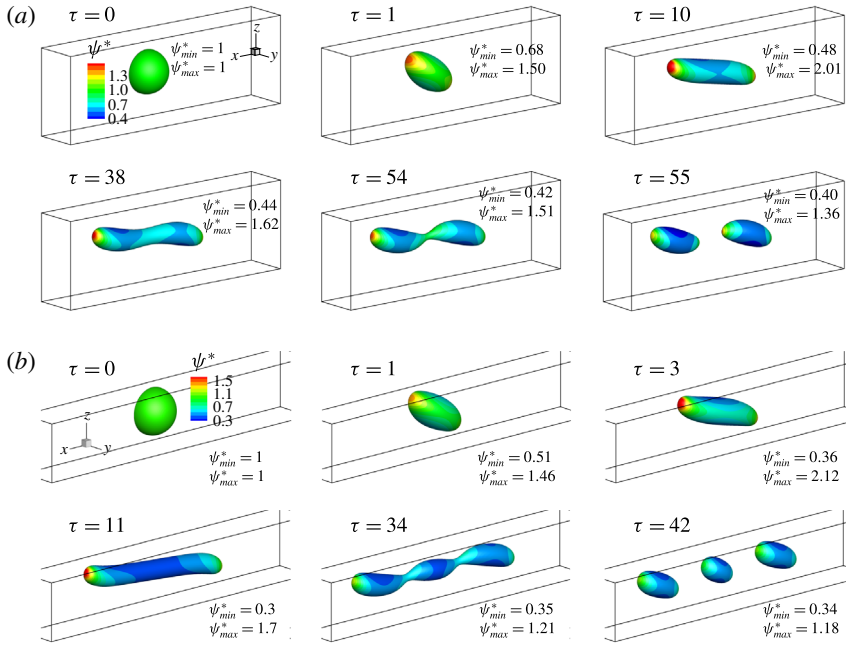 (a) τ = 0
ψ*
1.3
1.0
0.7
0.4
ψ*min = 1
ψ*max = 1
z
x y
τ = 1
ψ*min = 0.68
ψ*max = 1.50
τ = 10
ψ*min = 0.48
ψ*max = 2.01
τ = 38
ψ*min = 0.44
ψ*max = 1.62
τ = 54
ψ*min = 0.42
ψ*max = 1.51
τ = 55
ψ*min = 0.40
ψ*max = 1.36
(b) τ = 0
ψ*
1.5
1.1
0.7
0.3
z
x y
ψ*min = 1
ψ*max = 1
τ = 1
ψ*min = 0.51
ψ*max = 1.46
τ = 3
ψ*min = 0.36
ψ*max = 2.12
τ = 11
ψ*min = 0.3
ψ*max = 1.7
τ = 34
ψ*min = 0.35
ψ*max = 1.21
τ = 42
ψ*min = 0.34
ψ*max = 1.18